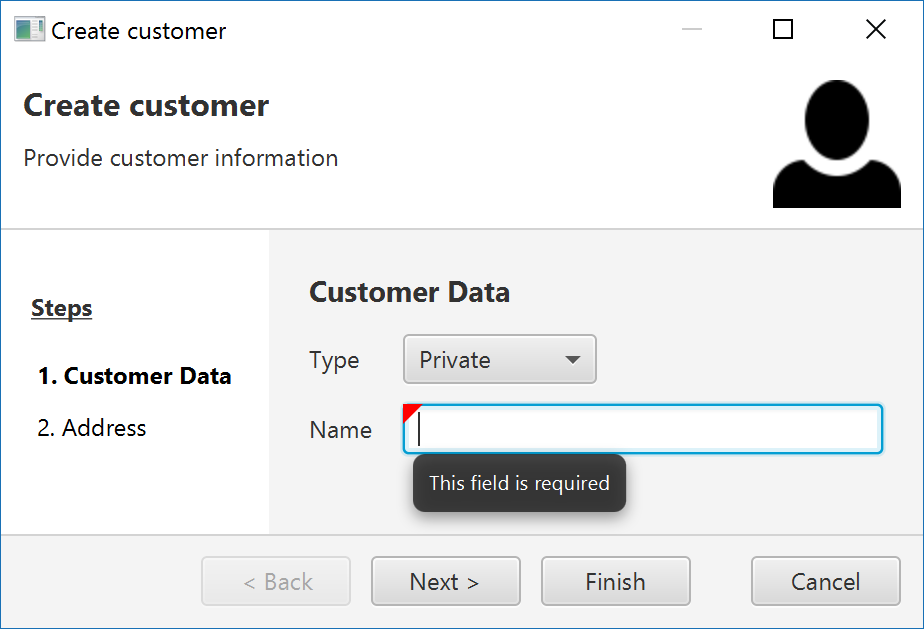 Create customer
Create customer
Provide customer information
Steps
1. Customer Data
2. Address
Customer Data
Type Private
Name
This field is required
< Back Next > Finish Cancel